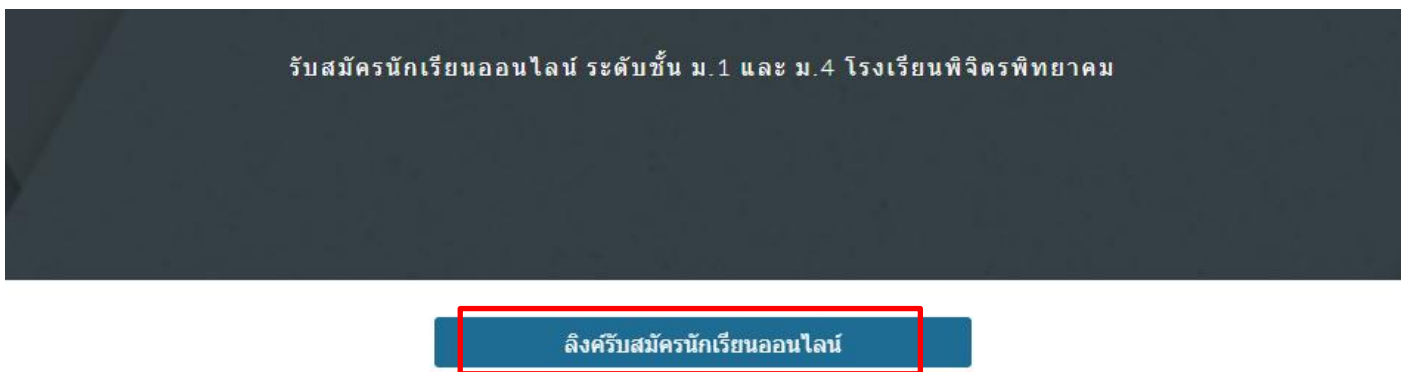 รับสมัครนักเรียนออนไลน์ ระดับชั้น ม.1 และ ม.4 โรงเรียนพิจิตรพิทยาคม
ลิงค์รับสมัครนักเรียนออนไลน์